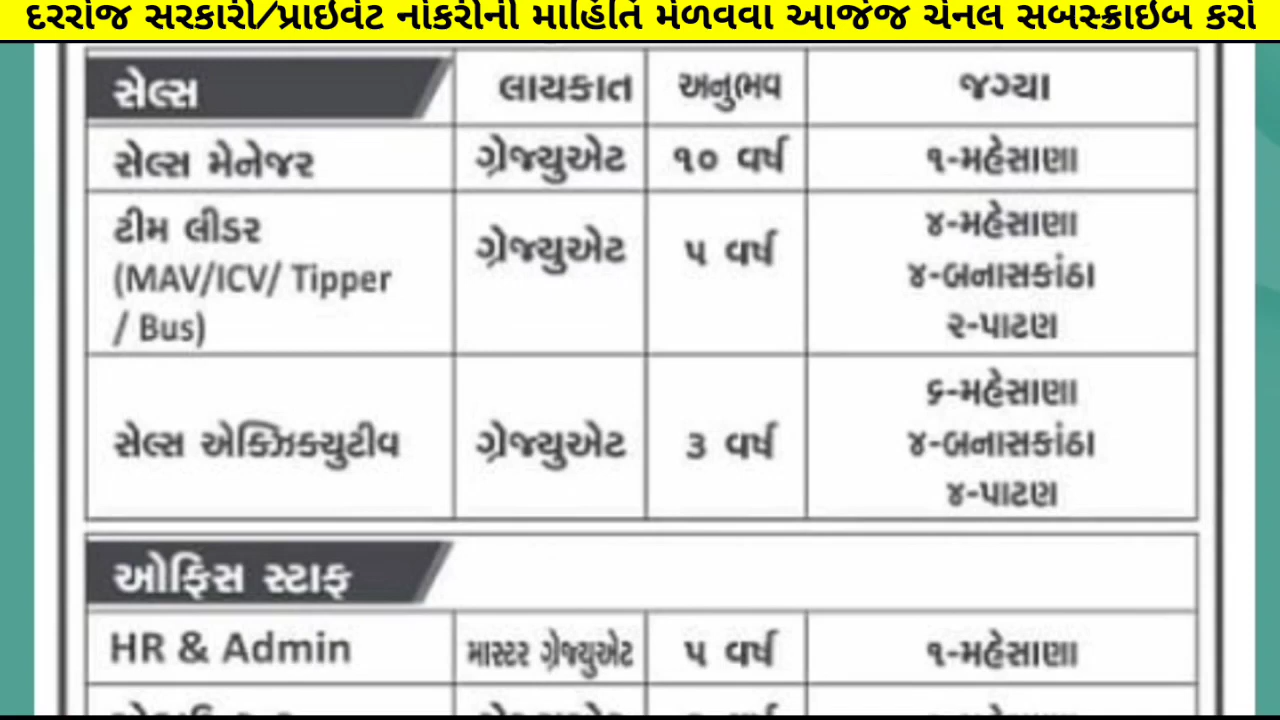 દરરોજ સરકારી/પ્રાઇવેટ નોકરીની માહિતિ મેળવવા આજેજ ચેનલ સબસ્ક્રાઇબ કરો
સેલ્સ લાયકાત અનુભવ જગ્યા
સેલ્સ મેનેજર ગ્રેજ્યુએટ ૧૦ વર્ષ ૧-મહેસાણા
ટીમ લીડર
(MAV/ICV/ Tipper
/ Bus)
ગ્રેજ્યુએટ
૫ વર્ષ
૪-મહેસાણા
૪-બનાસકાંઠા
૨-પાટણ
સેલ્સ એક્ઝિક્યુટીવ
ગ્રેજ્યુએટ
૩ વર્ષ
૬-મહેસાણા
૪-બનાસકાંઠા
૪-પાટણ
ઓફિસ સ્ટાફ
HR & Admin માસ્ટર ગ્રેજ્યુએટ ૫ વર્ષ ૧-મહેસાણા